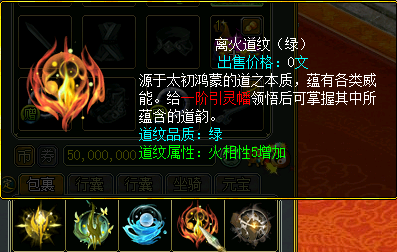 离火道纹（绿）
出售价格：0文
源于太初鸿蒙的道之本质，蕴有各类威
能。给一阶引灵幡领悟后可掌握其中所
蕴含的道韵。
道纹品质：绿
道纹属性：火相性5增加
赠
币 券 50,000,000
定 包裹 行囊 行囊 坐骑 元宝